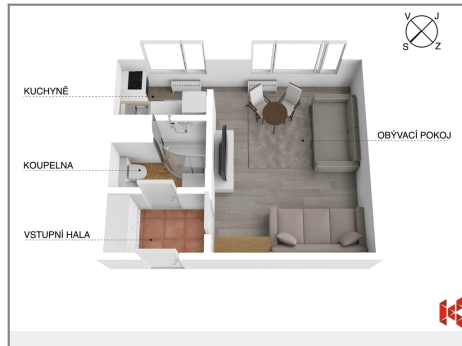 V J
S Z
KUCHYNĚ
OBÝVACÍ POKOJ
KOUPELNA
VSTUPNÍ HALA